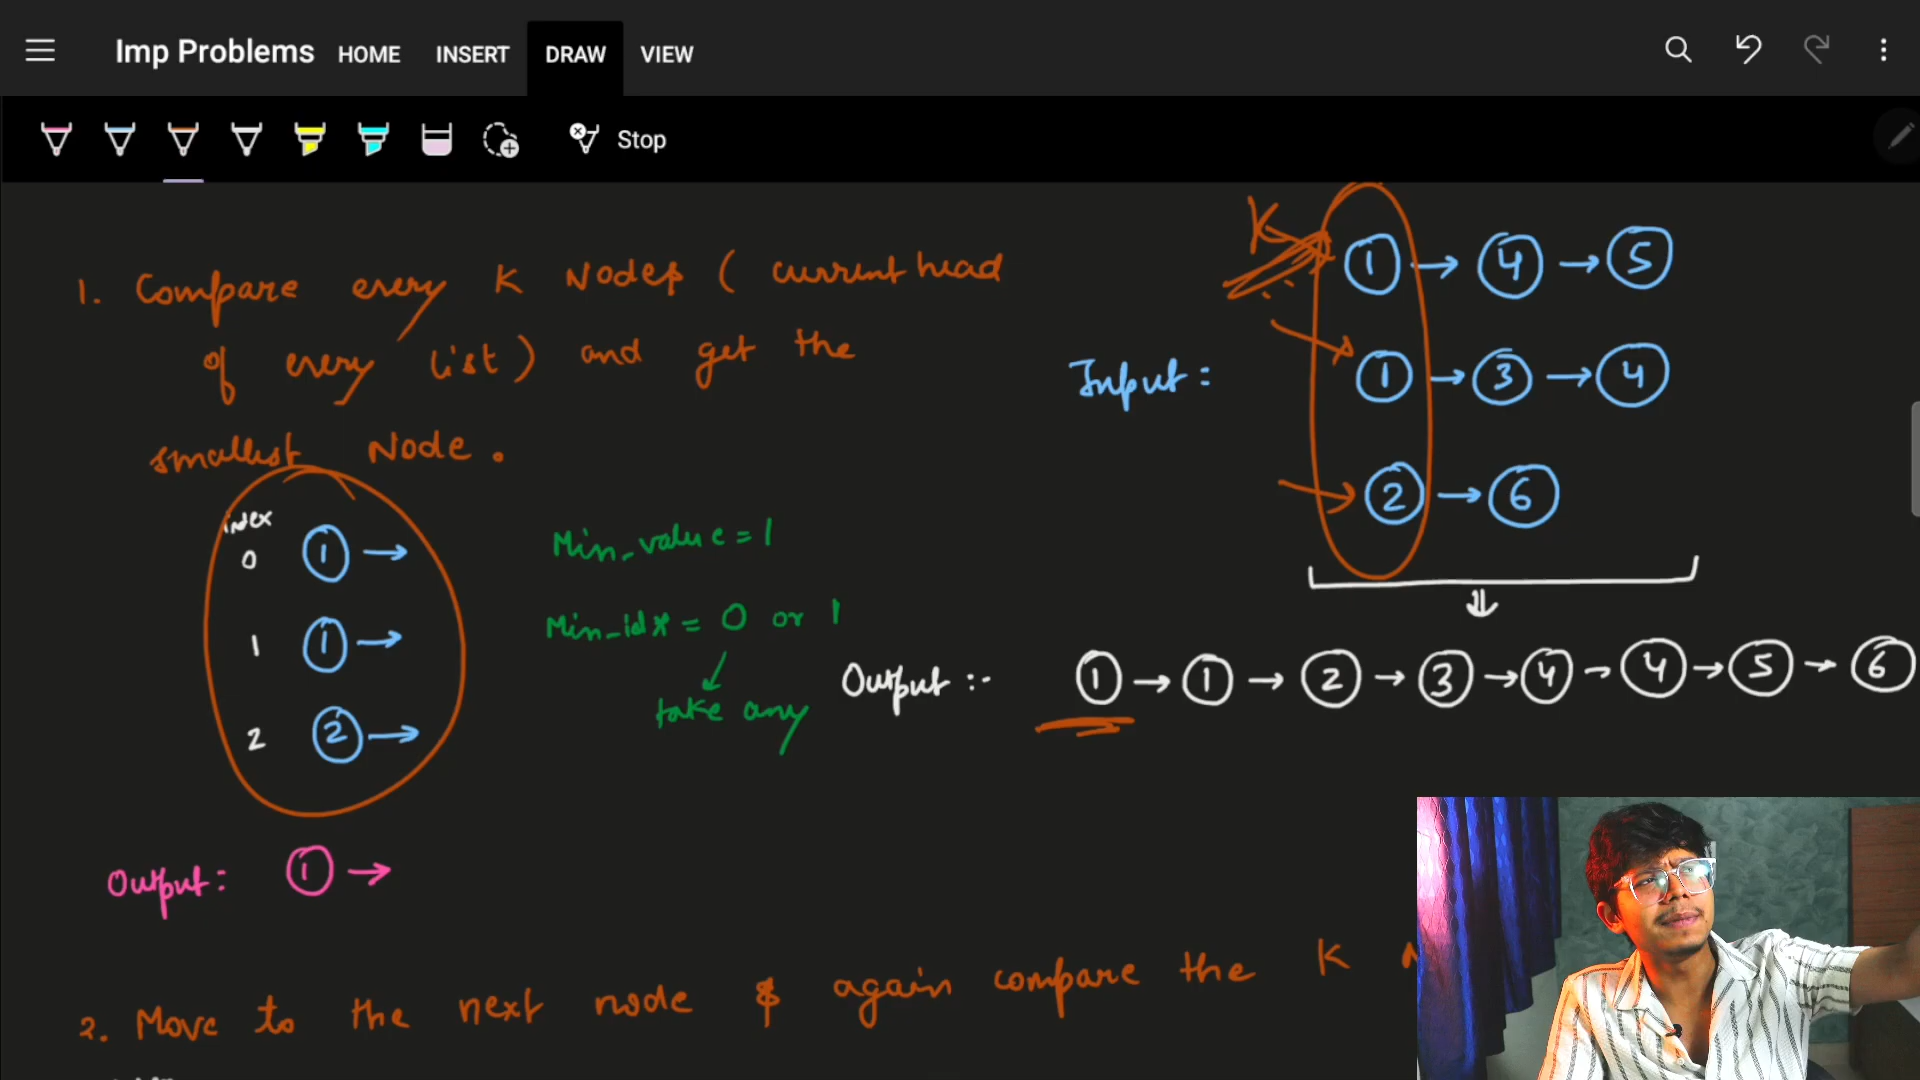 Imp Problems HOME INSERT DRAW VIEW
Stop
1. Compare every K Nodes ( current head
of every list) and get the
smallest Node.
index
0 1 →
1 1 →
2 2 →
Min_value = 1
Min_idx = 0 or 1
take any
Output: 1 →
2. Move to the next node & again compare the K
K
1 → 4 → 5
Input :
1 → 3 → 4
2 → 6
⇓
Output :- 1 → 1 → 2 → 3 → 4 → 4 → 5 → 6